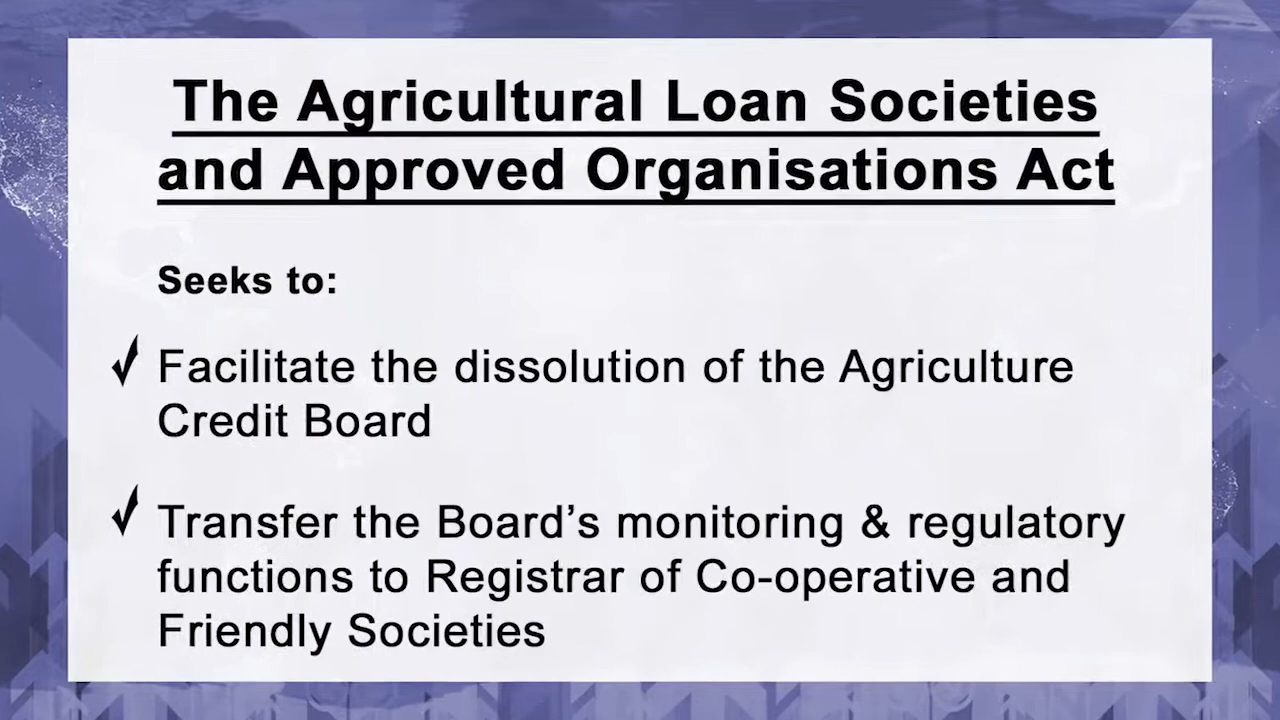 The Agricultural Loan Societies
and Approved Organisations Act
Seeks to:
Facilitate the dissolution of the Agriculture
Credit Board
Transfer the Board’s monitoring & regulatory
functions to Registrar of Co-operative and
Friendly Societies